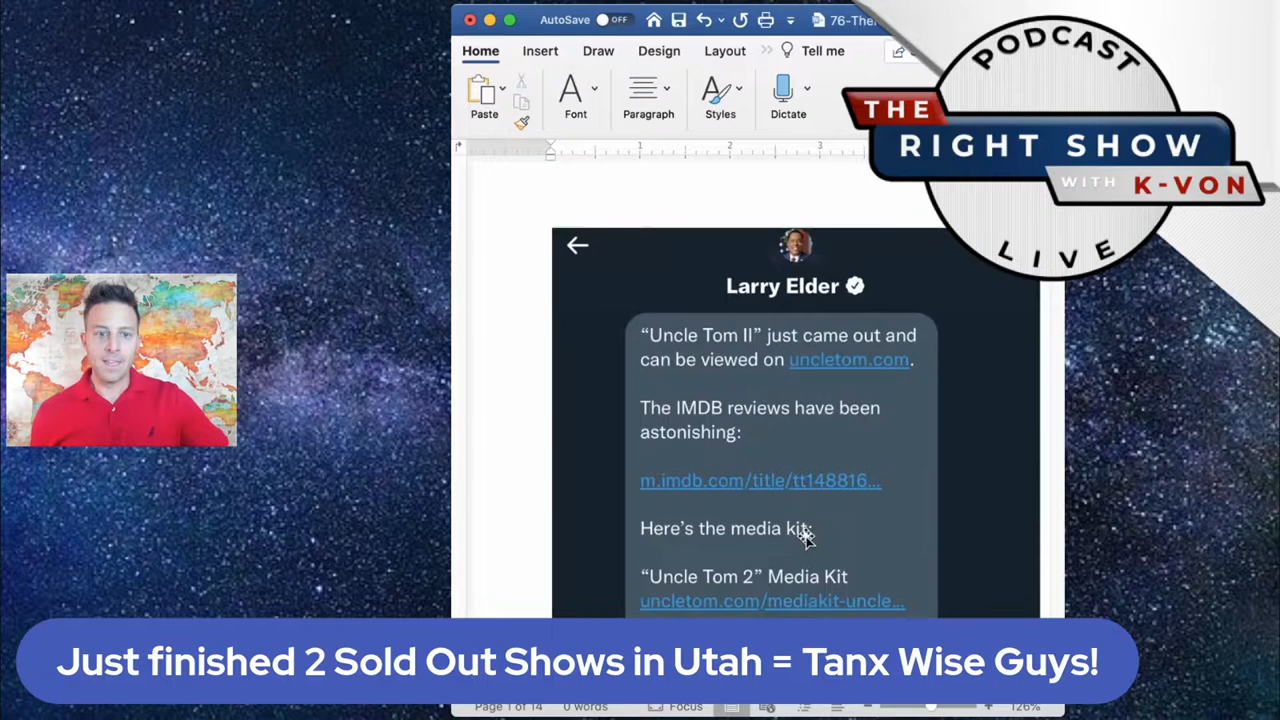 AutoSave OFF
76-Ther
Home Insert Draw Design Layout Tell me
Paste Font Paragraph Styles Dictate
1 2 3
PODCAST
THE
RIGHT SHOW
WITH K-VON
LIVE
Larry Elder
“Uncle Tom II” just came out and
can be viewed on uncletom.com.
The IMDB reviews have been
astonishing:
m.imdb.com/title/tt148816...
Here’s the media kit:
“Uncle Tom 2” Media Kit
uncletom.com/mediakit-uncle...
Just finished 2 Sold Out Shows in Utah = Tanx Wise Guys!
Page 1 of 14 0 words Focus 126%